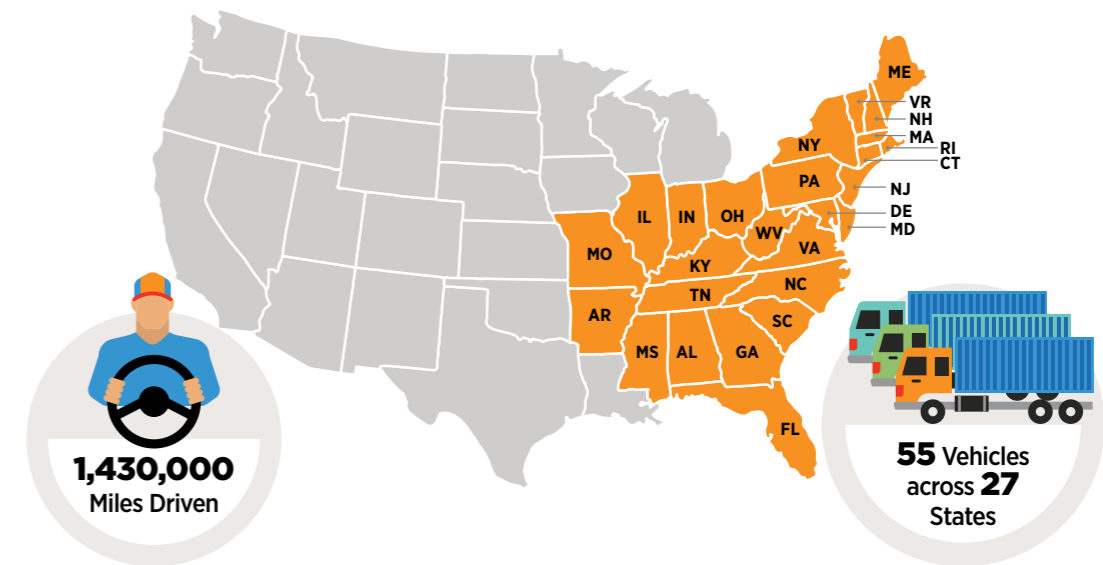 ME
VR
NH
MA
RI
CT
NY
PA
NJ
DE
MD
IL
IN
OH
WV
VA
MO
KY
NC
TN
AR
SC
MS
AL
GA
FL
1,430,000
Miles Driven
55 Vehicles
across 27
States